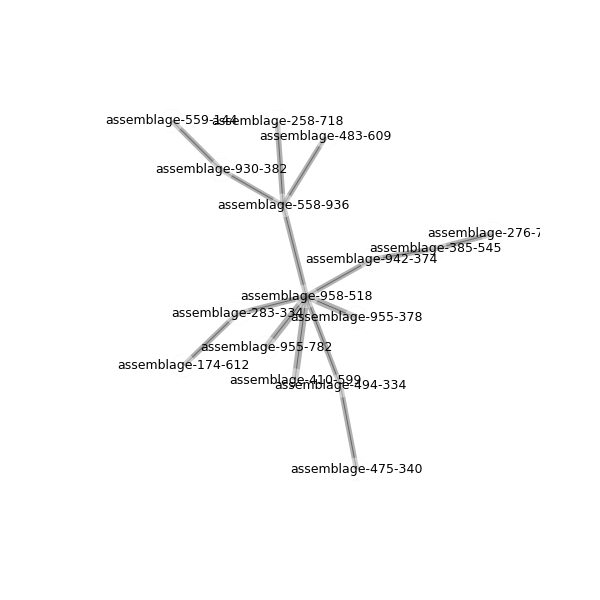 assemblage-559-144
assemblage-258-718
assemblage-483-609
assemblage-930-382
assemblage-558-936
assemblage-276-7
assemblage-385-545
assemblage-942-374
assemblage-958-518
assemblage-283-334
assemblage-955-378
assemblage-955-782
assemblage-174-612
assemblage-410-599
assemblage-494-334
assemblage-475-340